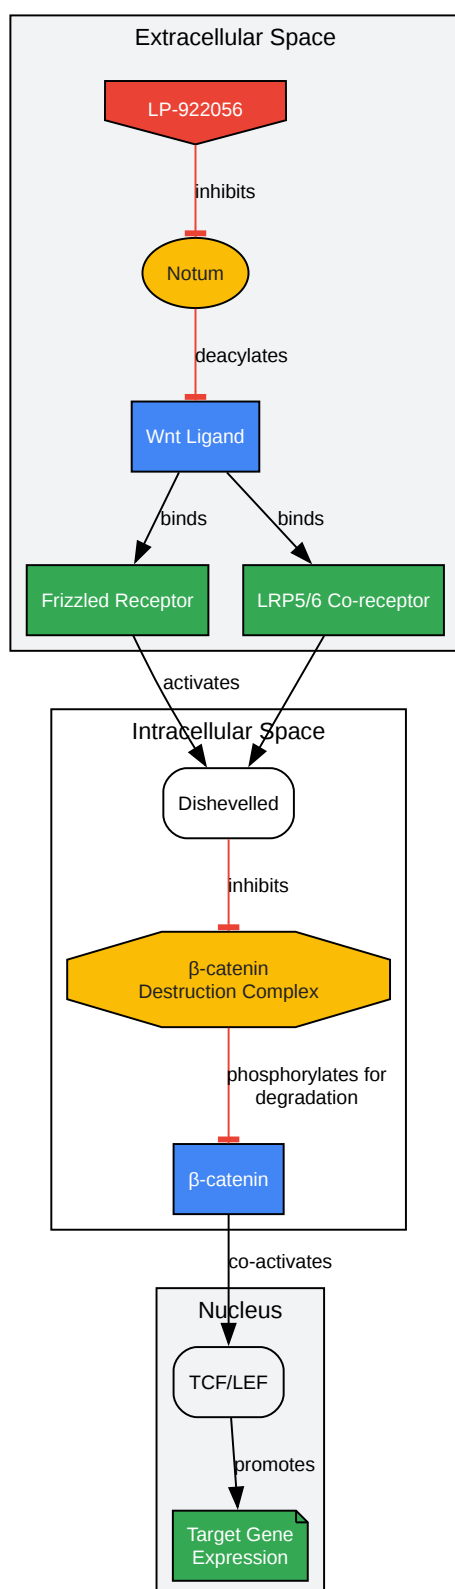 Extracellular Space
LP-922056
inhibits
Notum
deacylates
Wnt Ligand
binds
binds
Frizzled Receptor
LRP5/6 Co-receptor
activates
Intracellular Space
Dishevelled
inhibits
β-catenin
Destruction Complex
phosphorylates for
degradation
β-catenin
co-activates
Nucleus
TCF/LEF
promotes
Target Gene
Expression